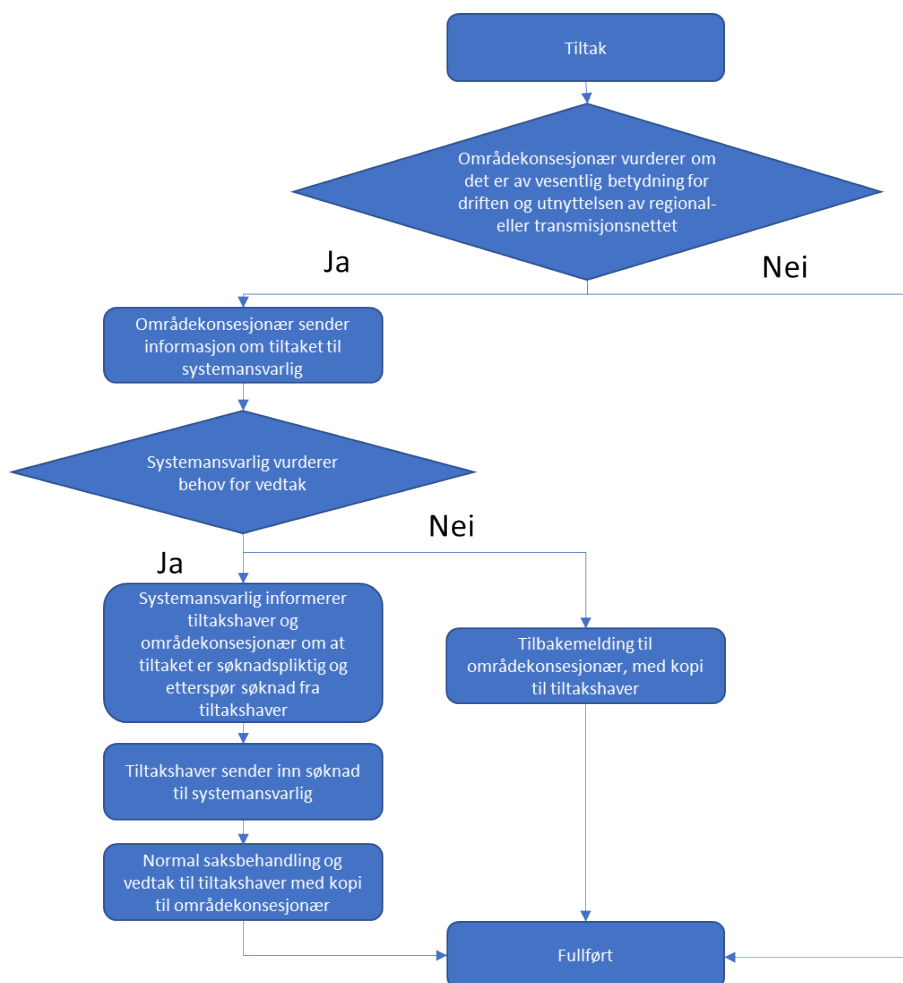 Tiltak
Områdekonsesjonær vurderer om
det er av vesentlig betydning for
driften og utnyttelsen av regional-
eller transmisjonsnettet
Ja
Nei
Områdekonsesjonær sender
informasjon om tiltaket til
systemansvarlig
Systemansvarlig vurderer
behov for vedtak
Nei
Ja
Systemansvarlig informerer
tiltakshaver og
områdekonsesjonær om at
tiltaket er søknadspliktig og
etterspør søknad fra
tiltakshaver
Tilbakemelding til
områdekonsesjonær, med kopi
til tiltakshaver
Tiltakshaver sender inn søknad
til systemansvarlig
Normal saksbehandling og
vedtak til tiltakshaver med kopi
til områdekonsesjonær
Fullført